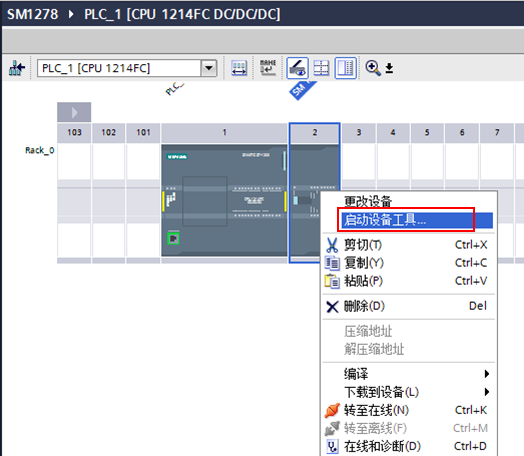 SM1278 ▸ PLC_1 [CPU 1214FC DC/DC/DC]
PLC_1 [CPU 1214FC]
PLC_
SM
103 102 101 1 2 3 4 5 6 7
Rack_0
SIEMENS
更改设备
启动设备工具...
剪切(T) Ctrl+X
复制(Y) Ctrl+C
粘贴(P) Ctrl+V
删除(D) Del
压缩地址
解压缩地址
编译
下载到设备(L)
转至在线(N) Ctrl+K
转至离线(F) Ctrl+M
在线和诊断(D) Ctrl+D